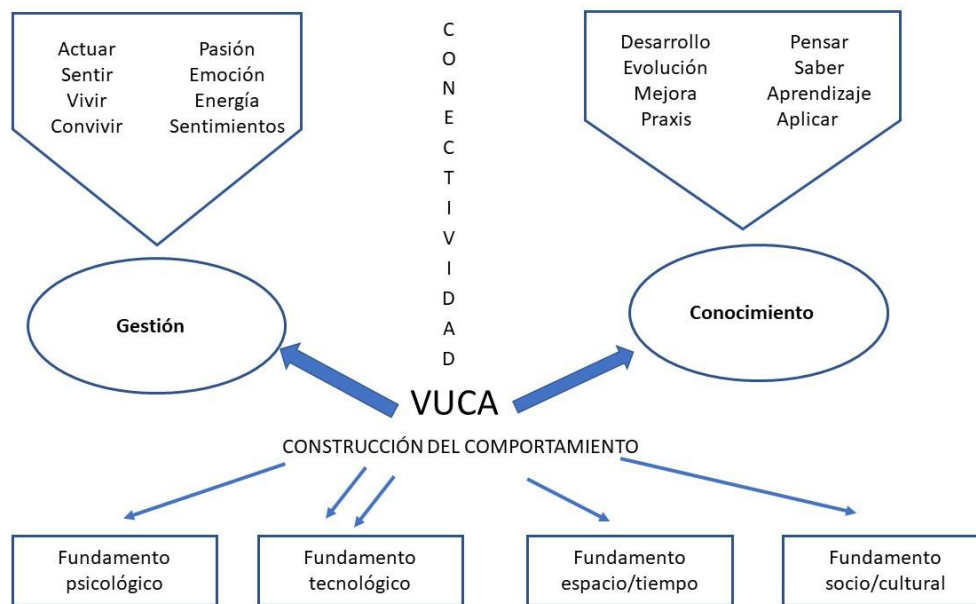 Actuar
Sentir
Vivir
Convivir
Pasión
Emoción
Energía
Sentimientos
CONECTIVIDAD
Desarrollo
Evolución
Mejora
Praxis
Pensar
Saber
Aprendizaje
Aplicar
Gestión
Conocimiento
VUCA
CONSTRUCCIÓN DEL COMPORTAMIENTO
Fundamento
psicológico
Fundamento
tecnológico
Fundamento
espacio/tiempo
Fundamento
socio/cultural